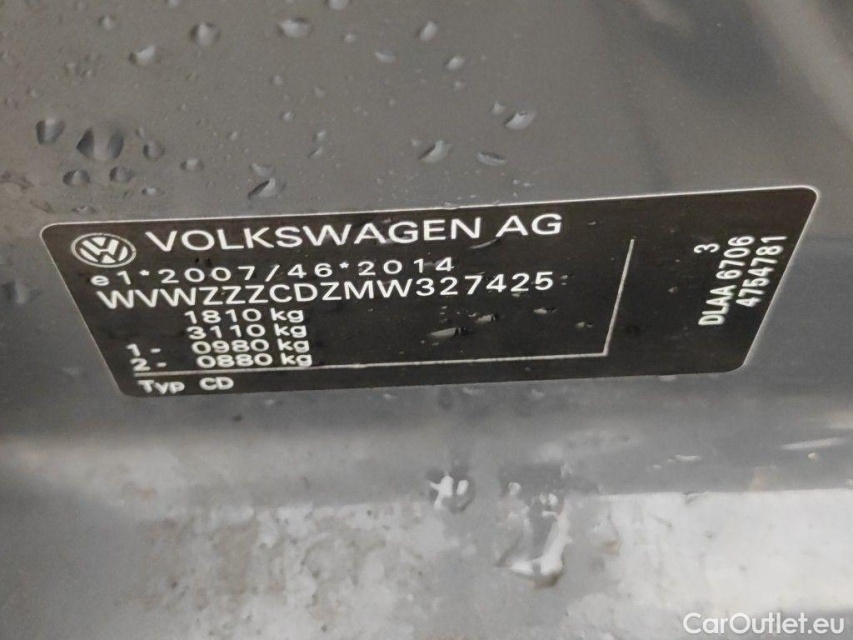 VOLKSWAGEN AG
e1*2007/46*2014
WVWZZZCDZMW327425
1810 kg
3110 kg
1- 0980 kg
2- 0880 kg
Typ CD
3
DLAA 6706
4754781
CarOutlet.eu